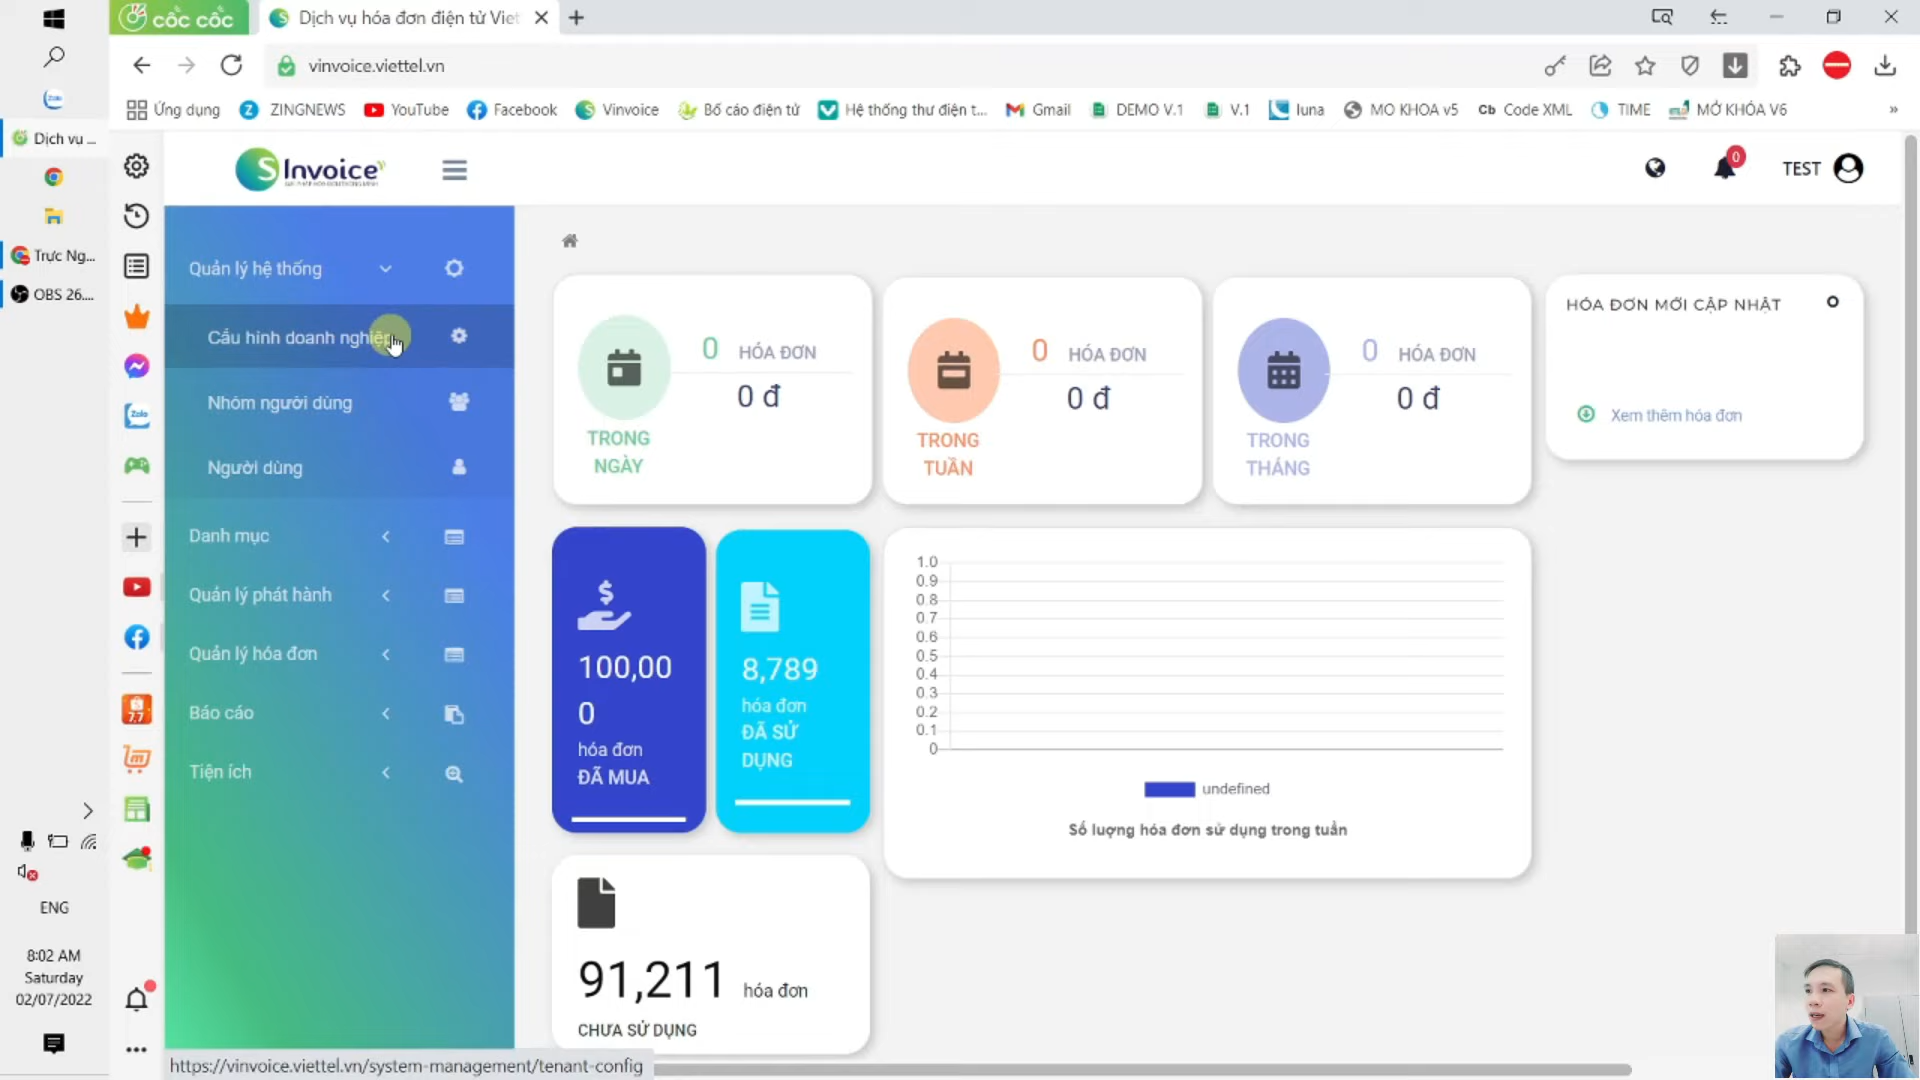 cốc cốc
Dịch vụ hóa đơn điện tử Viet
vinvoice.viettel.vn
Ứng dụng
ZINGNEWS
YouTube
Facebook
Vinvoice
Bố cáo điện tử
Hệ thống thư điện t...
Gmail
DEMO V.1
V.1
luna
MO KHOA v5
Cb Code XML
TIME
MỞ KHÓA V6
»
Dịch vụ ...
Trực Ng...
OBS 26....
S Invoice
0
TEST
Quản lý hệ thống
Cấu hình doanh nghiệp
Nhóm người dùng
Người dùng
Danh mục
Quản lý phát hành
Quản lý hóa đơn
Báo cáo
Tiện ích
0 HÓA ĐƠN
0 đ
TRONG
NGÀY
0 HÓA ĐƠN
0 đ
TRONG
TUẦN
0 HÓA ĐƠN
0 đ
TRONG
THÁNG
HÓA ĐƠN MỚI CẬP NHẬT
Xem thêm hóa đơn
100,00
0
hóa đơn
ĐÃ MUA
8,789
hóa đơn
ĐÃ SỬ
DỤNG
1.0
0.9
0.8
0.7
0.6
0.5
0.4
0.3
0.2
0.1
0
undefined
Số lượng hóa đơn sử dụng trong tuần
91,211 hóa đơn
CHƯA SỬ DỤNG
Zalo
7.7
ENG
8:02 AM
Saturday
02/07/2022
https://vinvoice.viettel.vn/system-management/tenant-config